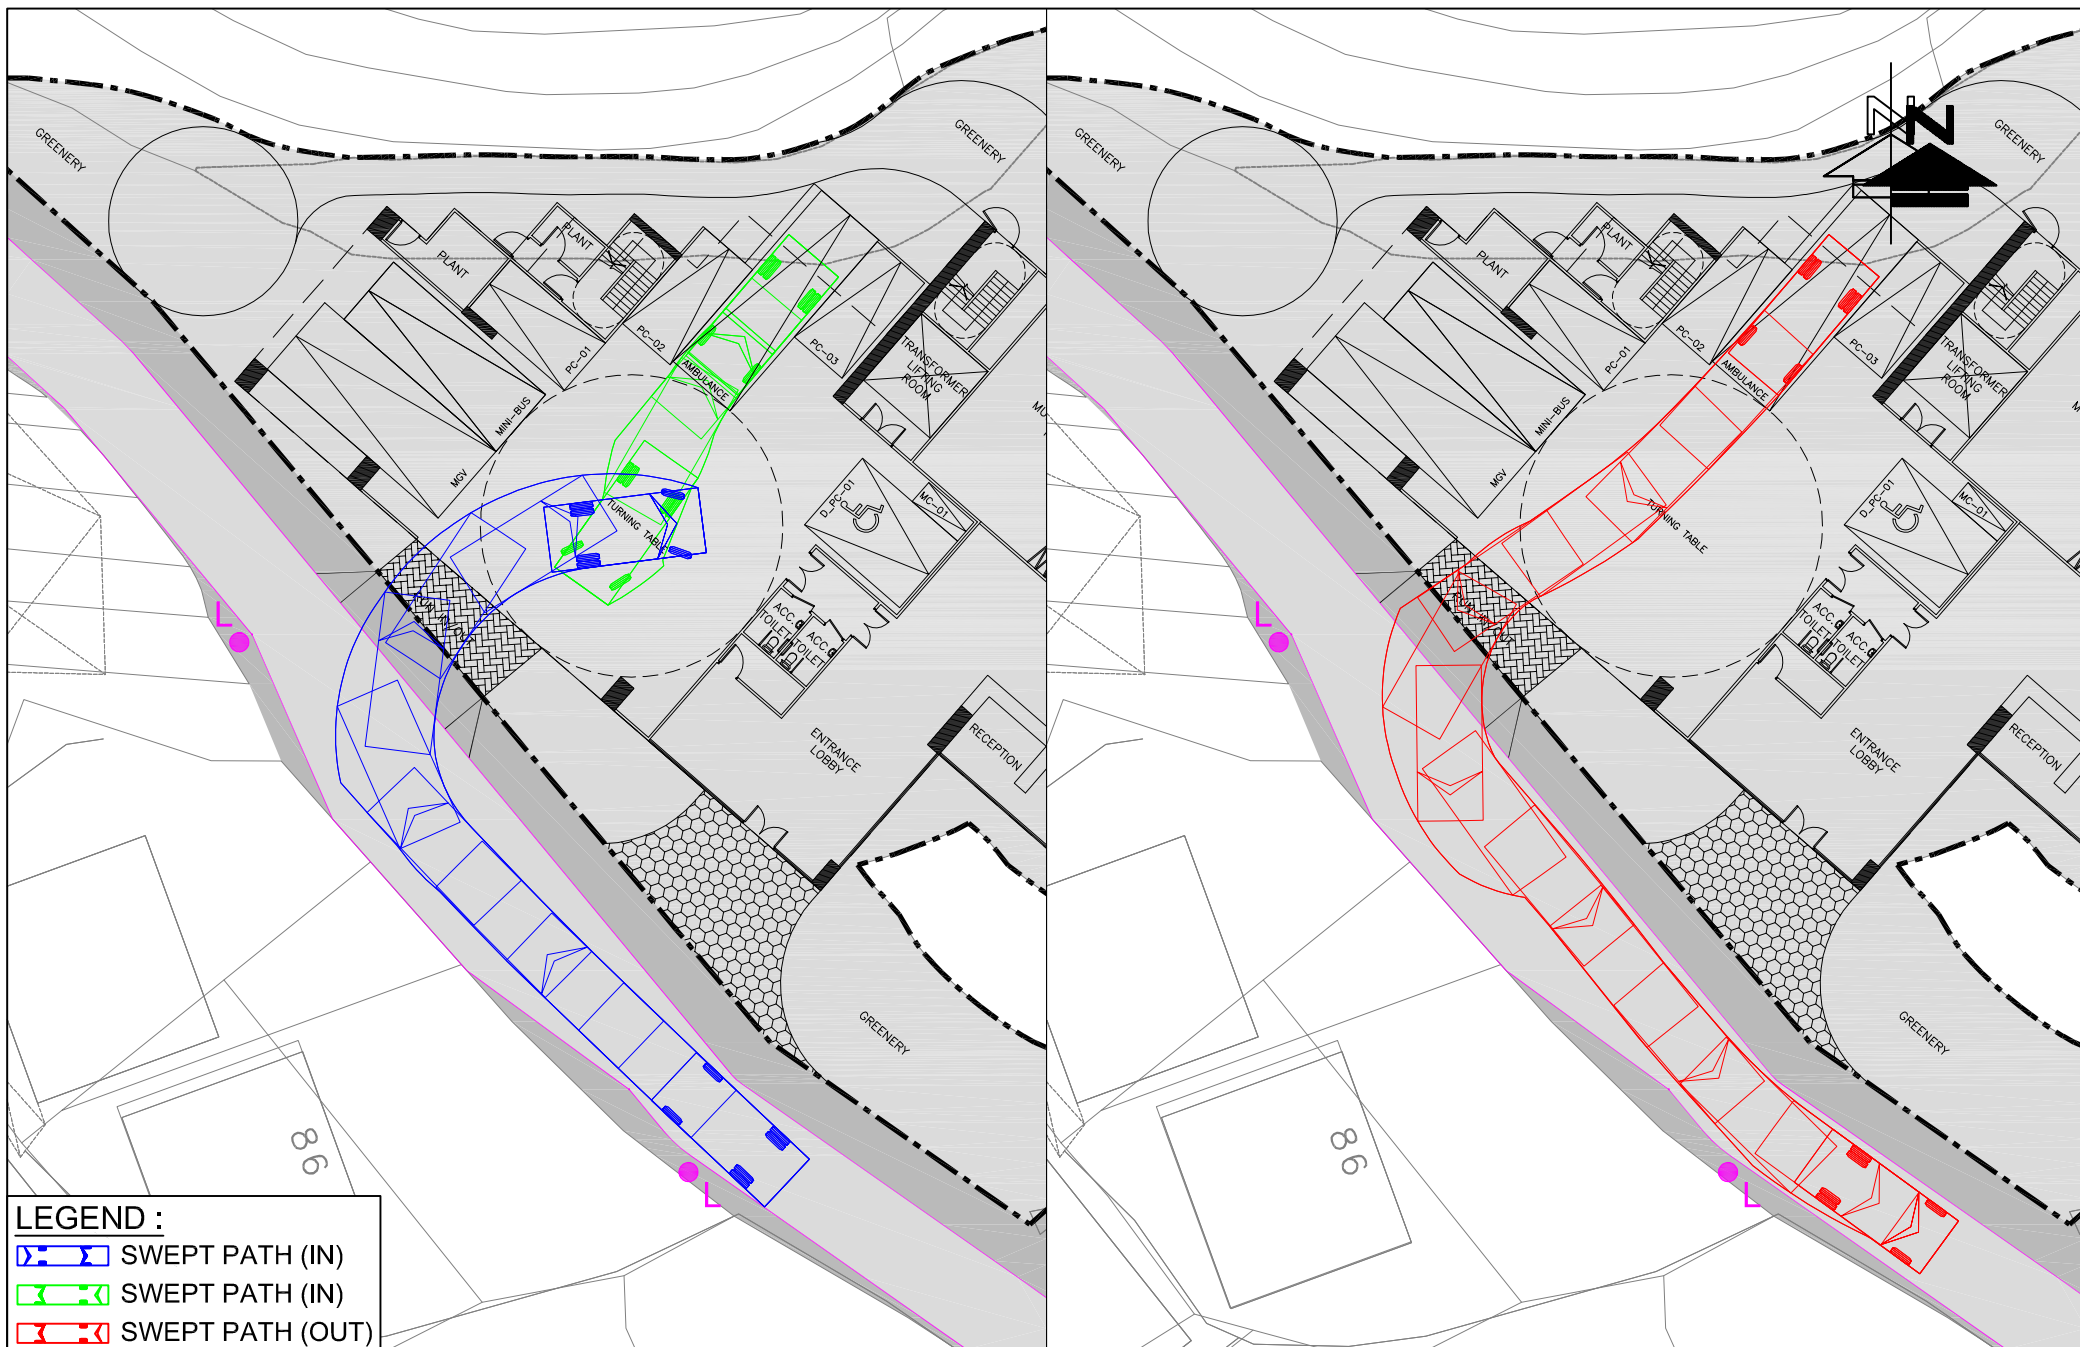 GREENERY
GREENERY
PLANT
PLANT
PC-01
PC-02
PC-03
AMBULANCE
TRANSFORMER
LIFTING
ROOM
MINI-BUS
MGV
TURNING TABLE
D_PC-01
MC-01
RUN IN/OUT
ACC.
TOILET
ACC.
TOILET
ENTRANCE
LOBBY
RECEPTION
GREENERY
L
L
86
LEGEND :
SWEPT PATH (IN)
SWEPT PATH (IN)
SWEPT PATH (OUT)
GREENERY
N
GREENERY
PLANT
PLANT
PC-01
PC-02
PC-03
AMBULANCE
TRANSFORMER
LIFTING
ROOM
MINI-BUS
MGV
TURNING TABLE
D_PC-01
MC-01
ACC.
TOILET
ACC.
TOILET
ENTRANCE
LOBBY
RECEPTION
GREENERY
L
L
86